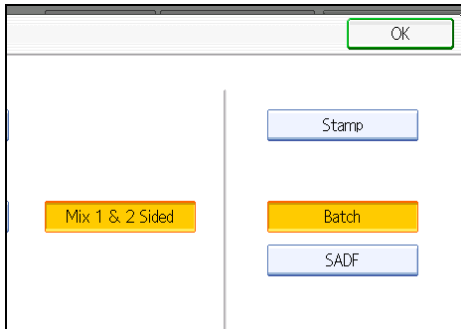 OK
Stamp
Mix 1 & 2 Sided
Batch
SADF